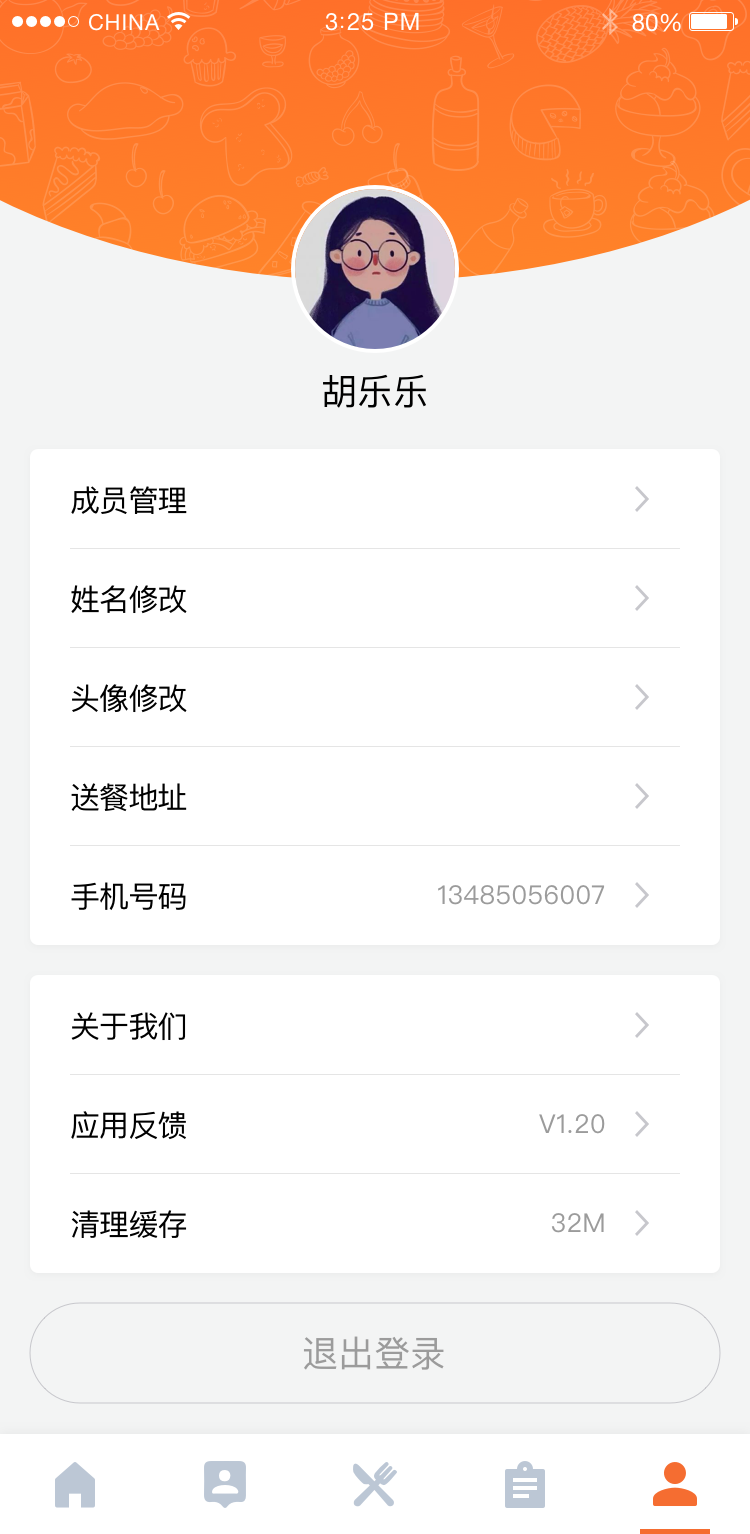 CHINA 3:25 PM 80%
胡乐乐
成员管理
姓名修改
头像修改
送餐地址
手机号码 13485056007
关于我们
应用反馈 V1.20
清理缓存 32M
退出登录